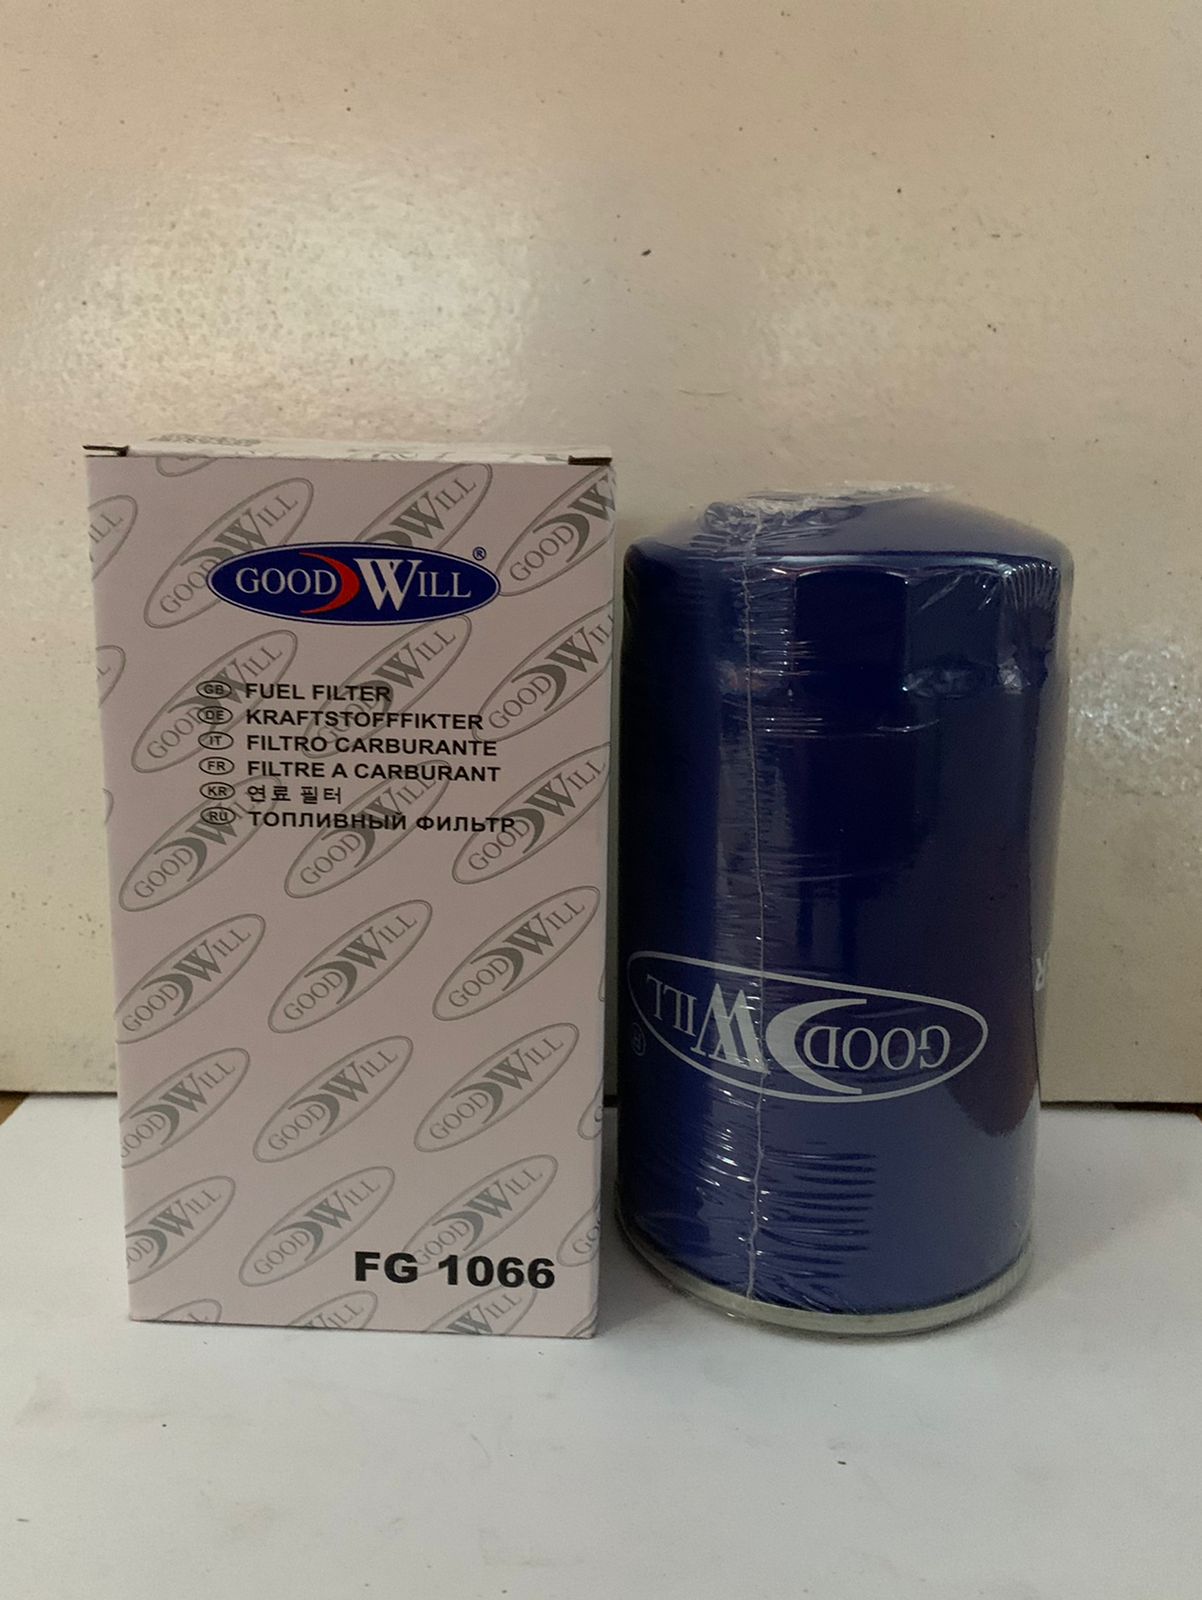 GOOD WILL ®
GB FUEL FILTER
DE KRAFTSTOFFFIKTER
IT FILTRO CARBURANTE
FR FILTRE A CARBURANT
KR 연료 필터
RU ТОПЛИВНЫЙ ФИЛЬТР
FG 1066
GOOD WILL ®